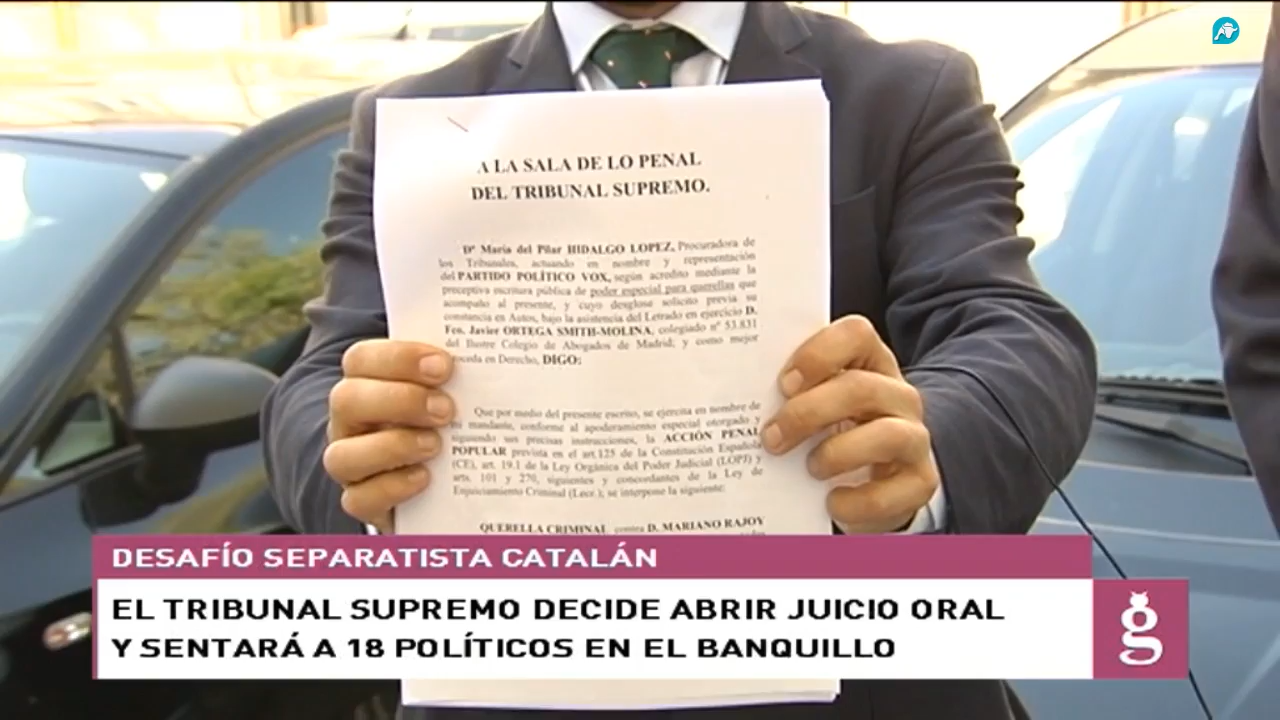 A LA SALA DE LO PENAL
DEL TRIBUNAL SUPREMO.
Dª María del Pilar HIDALGO LOPEZ, Procuradora de
los Tribunales, actuando en nombre y representación
del PARTIDO POLÍTICO VOX, según acredito mediante la
preceptiva escritura pública de poder especial para querellas que
acompaño al presente, y cuyo desglose solicito previa su
constancia en Autos, bajo la asistencia del Letrado en ejercicio D.
Fco. Javier ORTEGA SMITH-MOLINA, colegiado nº 53.831
del Ilustre Colegio de Abogados de Madrid; y como mejor
proceda en Derecho, DIGO:
Que por medio del presente escrito, se ejercita en nombre de
mi mandante, conforme al apoderamiento especial otorgado y
siguiendo sus precisas instrucciones, la ACCIÓN PENAL
POPULAR prevista en el art.125 de la Constitución Española
(CE), art. 19.1 de la Ley Orgánica del Poder Judicial (LOPJ) y
arts. 101 y 270, siguientes y concordantes de la Ley de
Enjuiciamiento Criminal (Lecr.), se interpone la siguiente:
QUERELLA CRIMINAL contra D. MARIANO RAJOY
DESAFÍO SEPARATISTA CATALÁN
EL TRIBUNAL SUPREMO DECIDE ABRIR JUICIO ORAL
Y SENTARÁ A 18 POLÍTICOS EN EL BANQUILLO
g